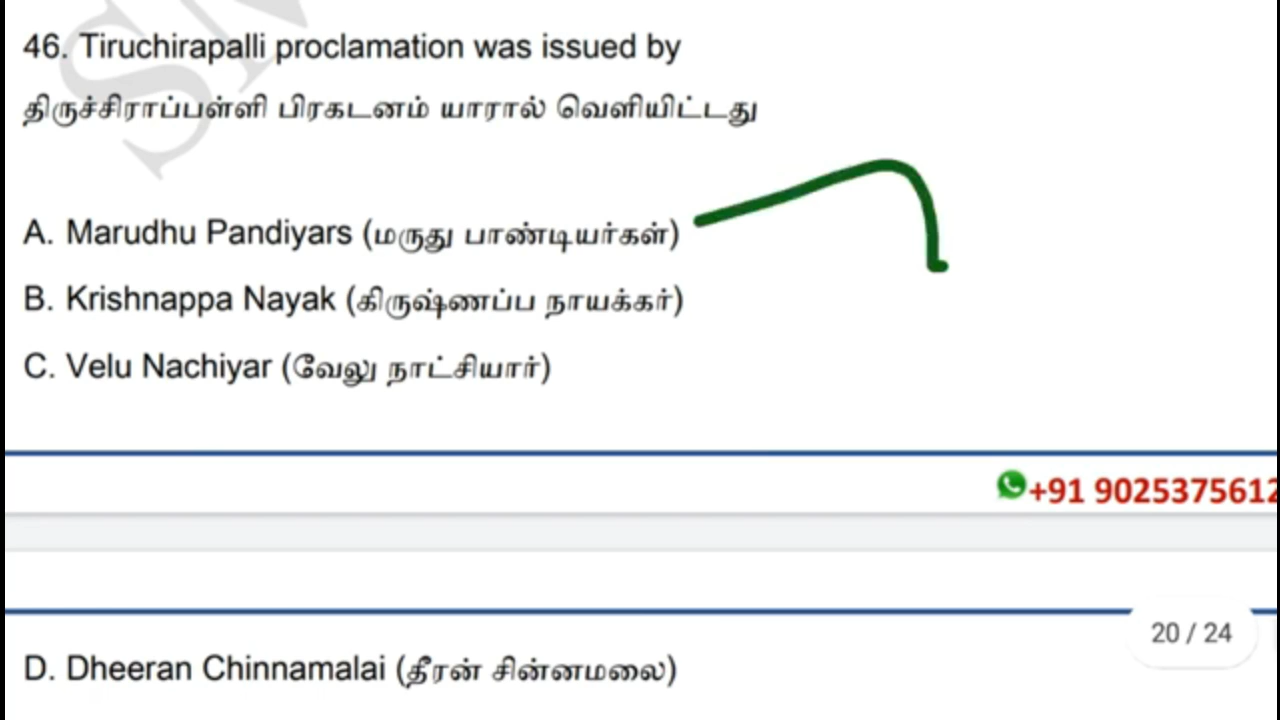 46. Tiruchirapalli proclamation was issued by
திருச்சிராப்பள்ளி பிரகடனம் யாரால் வெளியிட்டது
A. Marudhu Pandiyars (மருது பாண்டியர்கள்)
B. Krishnappa Nayak (கிருஷ்ணப்ப நாயக்கர்)
C. Velu Nachiyar (வேலு நாட்சியார்)
+91 9025375612
20 / 24
D. Dheeran Chinnamalai (தீரன் சின்னமலை)